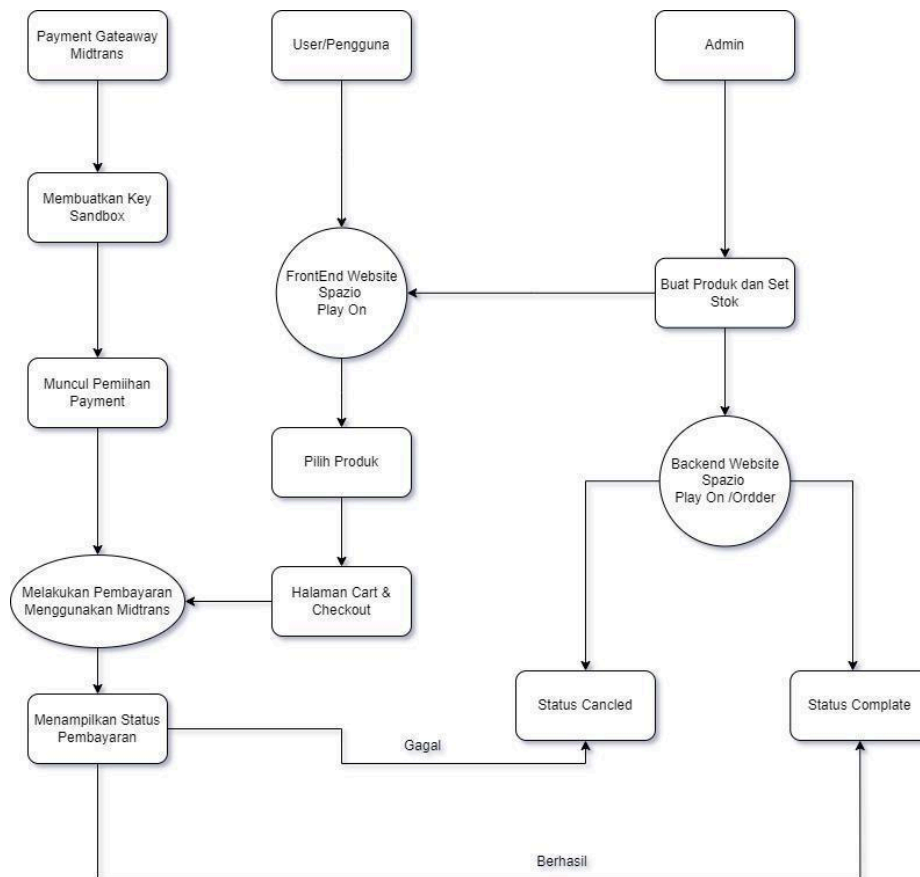 Payment Gateaway
Midtrans
User/Pengguna
Admin
Membuatkan Key
Sandbox
FrontEnd Website
Spazio
Play On
Buat Produk dan Set
Stok
Muncul Pemiihan
Payment
Pilih Produk
Backend Website
Spazio
Play On /Ordder
Melakukan Pembayaran
Menggunakan Midtrans
Halaman Cart &
Checkout
Menampilkan Status
Pembayaran
Status Cancled
Status Complate
Gagal
Berhasil